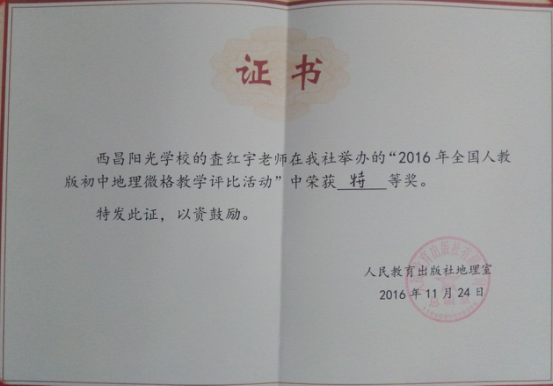 证书
西昌阳光学校的查红宇老师在我社举办的“2016年全国人教
版初中地理微格教学评比活动”中荣获 特 等奖。
特发此证，以资鼓励。
人民教育出版社地理室
2016年11月24日